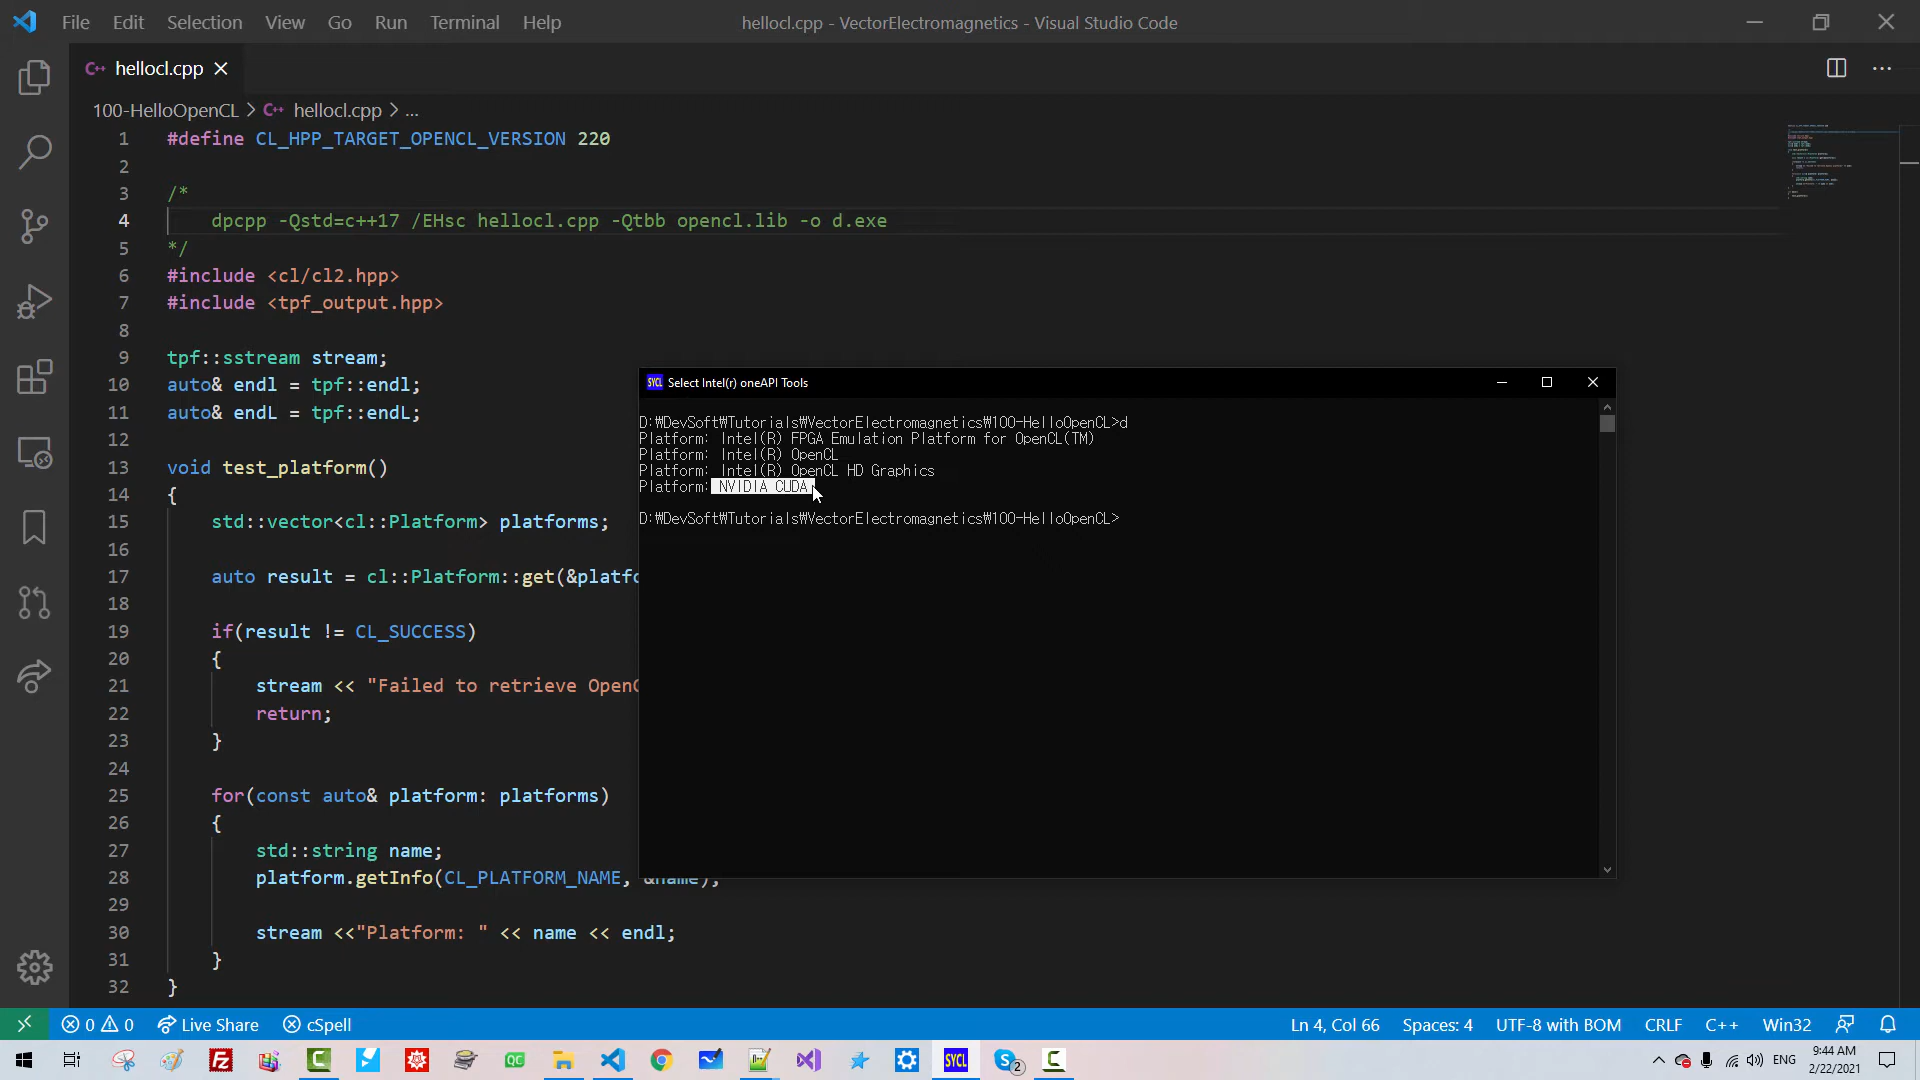 File Edit Selection View Go Run Terminal Help
hellocl.cpp - VectorElectromagnetics - Visual Studio Code
hellocl.cpp
100-HelloOpenCL > hellocl.cpp > ...
1 #define CL_HPP_TARGET_OPENCL_VERSION 220
2
3 /*
4 dpcpp -Qstd=c++17 /EHsc hellocl.cpp -Qtbb opencl.lib -o d.exe
5 */
6 #include <cl/cl2.hpp>
7 #include <tpf_output.hpp>
8
9 tpf::sstream stream;
10 auto& endl = tpf::endl;
11 auto& endL = tpf::endL;
12
13 void test_platform()
14 {
15 std::vector<cl::Platform> platforms;
16
17 auto result = cl::Platform::get(&platfo
18
19 if(result != CL_SUCCESS)
20 {
21 stream << "Failed to retrieve OpenC
22 return;
23 }
24
25 for(const auto& platform: platforms)
26 {
27 std::string name;
28 platform.getInfo(CL_PLATFORM_NAME, &name);
29
30 stream <<"Platform: " << name << endl;
31 }
32 }
SYCL Select Intel(r) oneAPI Tools
D:₩DevSoft₩Tutorials₩VectorElectromagnetics₩100-HelloOpenCL>d
Platform: Intel(R) FPGA Emulation Platform for OpenCL(TM)
Platform: Intel(R) OpenCL
Platform: Intel(R) OpenCL HD Graphics
Platform: NVIDIA CUDA
D:₩DevSoft₩Tutorials₩VectorElectromagnetics₩100-HelloOpenCL>
0 0 Live Share cSpell
Ln 4, Col 66 Spaces: 4 UTF-8 with BOM CRLF C++ Win32
QC SYCL 2 ENG 9:44 AM
2/22/2021